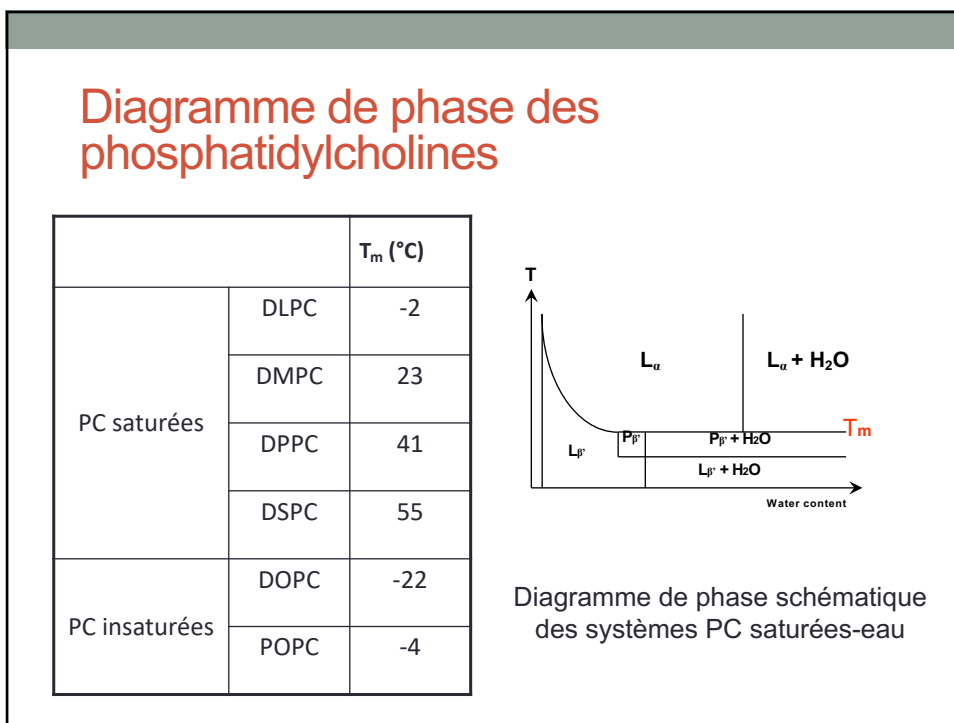 Diagramme de phase des
phosphatidylcholines
Tm (°C)
PC saturées
DLPC
-2
DMPC
23
DPPC
41
DSPC
55
PC insaturées
DOPC
-22
POPC
-4
T
Lα
Lα + H2O
Tm
Pβ'
Pβ' + H2O
Lβ'
Lβ' + H2O
Water content
Diagramme de phase schématique
des systèmes PC saturées-eau